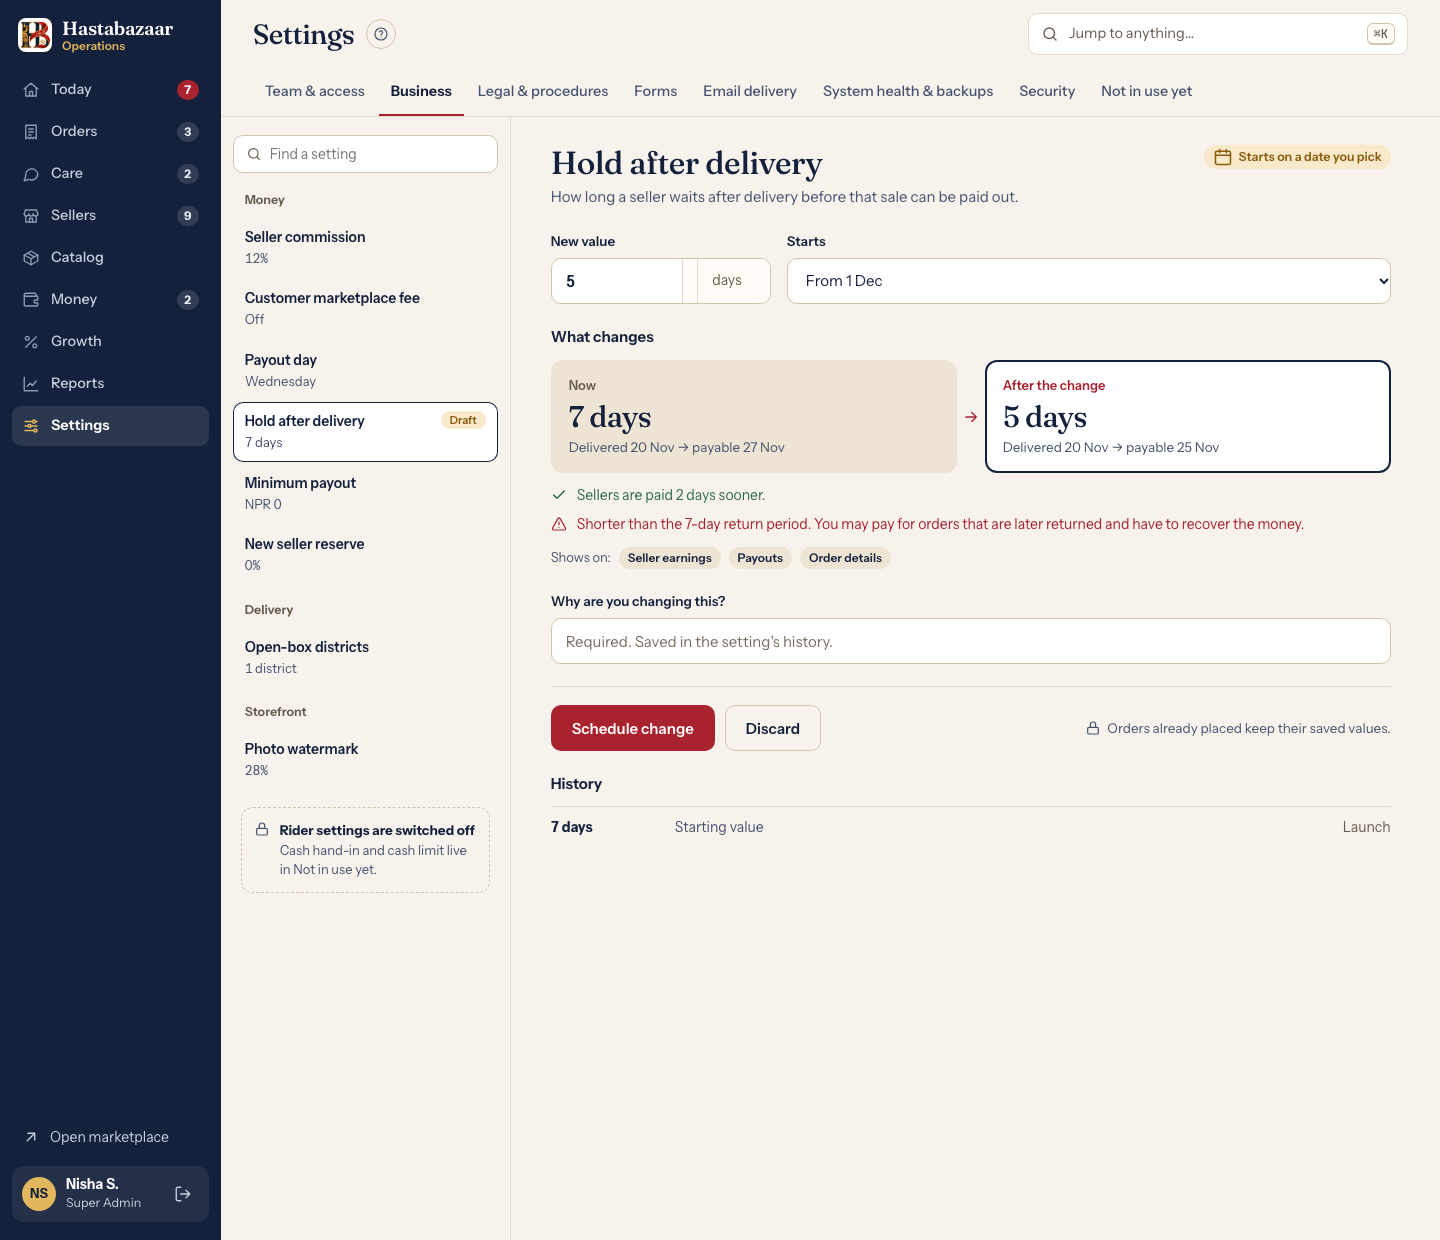 Hastabazaar
Operations
Today 7
Orders 3
Care 2
Sellers 9
Catalog
Money 2
Growth
Reports
Settings
Open marketplace
NS
Nisha S.
Super Admin
Settings
Jump to anything...
⌘K
Team & access Business Legal & procedures Forms Email delivery System health & backups Security Not in use yet
Find a setting
Money
Seller commission
12%
Customer marketplace fee
Off
Payout day
Wednesday
Hold after delivery Draft
7 days
Minimum payout
NPR 0
New seller reserve
0%
Delivery
Open-box districts
1 district
Storefront
Photo watermark
28%
Rider settings are switched off
Cash hand-in and cash limit live
in Not in use yet.
Hold after delivery
Starts on a date you pick
How long a seller waits after delivery before that sale can be paid out.
New value Starts
5 days From 1 Dec
What changes
Now
7 days
Delivered 20 Nov → payable 27 Nov
→
After the change
5 days
Delivered 20 Nov → payable 25 Nov
Sellers are paid 2 days sooner.
Shorter than the 7-day return period. You may pay for orders that are later returned and have to recover the money.
Shows on: Seller earnings Payouts Order details
Why are you changing this?
Required. Saved in the setting's history.
Schedule change Discard
Orders already placed keep their saved values.
History
7 days Starting value Launch